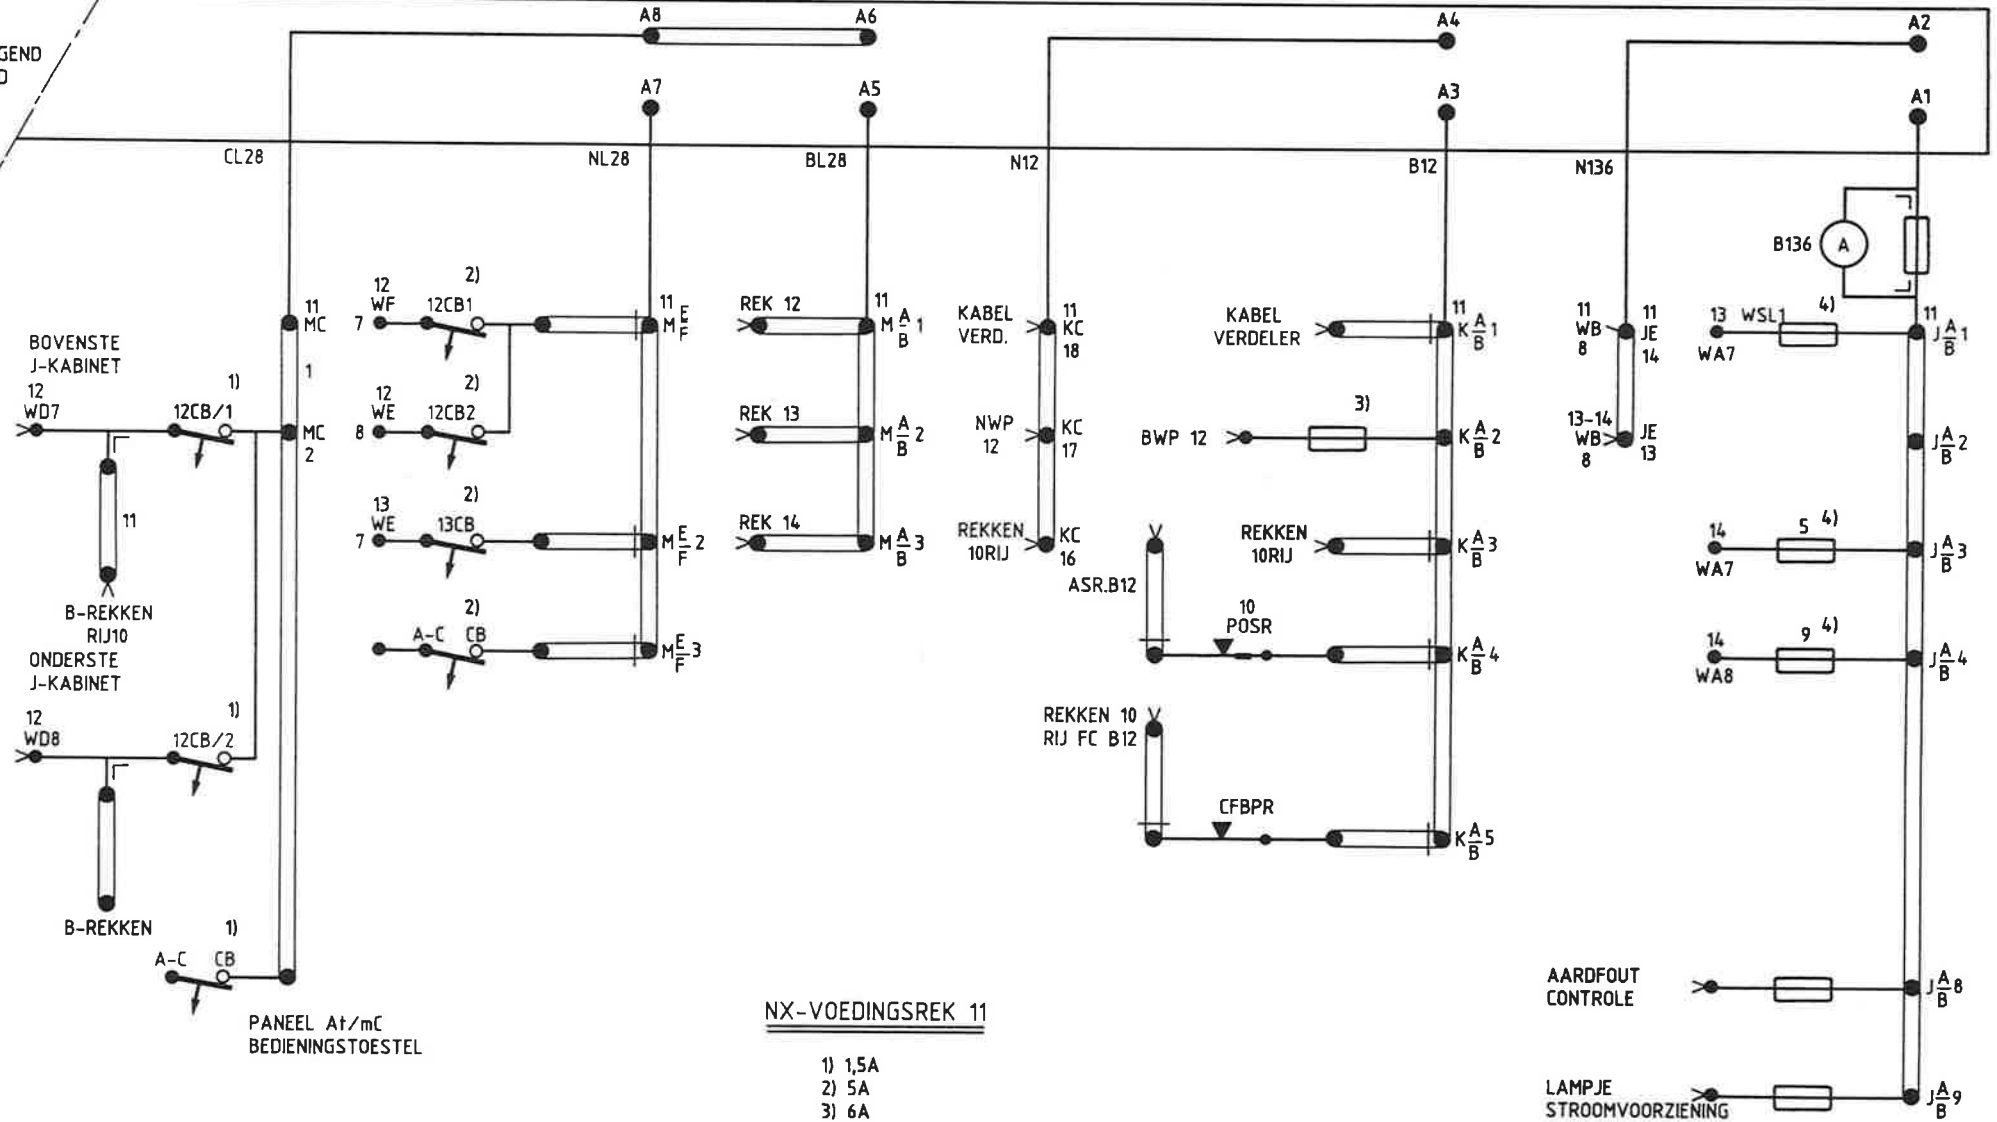 A8
A6
A4
A2
GEND
A7
A5
A3
A1
CL28
NL28
BL28
N12
B12
N136
B136
A
11
MC
1
MC
2
BOVENSTE
J-KABINET
12
WD7
12CB/1
1)
11
B-REKKEN
RIJ10
ONDERSTE
J-KABINET
12
WD8
12CB/2
1)
B-REKKEN
A-C CB
1)
PANEEL At/mC
BEDIENINGSTOESTEL
12
WF
7
12CB1
2)
11
M E/F
12
WE
8
12CB2
2)
13
WE
7
13CB
2)
M E/F 2
A-C CB
2)
M E/F 3
REK 12
11
M A/B 1
REK 13
M A/B 2
REK 14
M A/B 3
KABEL
VERD.
11
KC
18
NWP
12
KC
17
REKKEN
10RIJ
KC
16
KABEL
VERDELER
11
K A/B 1
BWP 12
3)
K A/B 2
REKKEN
10RIJ
K A/B 3
ASR.B12
10
POSR
K A/B 4
REKKEN 10
RIJ FC B12
CFBPR
K A/B 5
11
WB
8
11
JE
14
13-14
WB
8
JE
13
13 WSL1
WA7
4)
11
J A/B 1
J A/B 2
14
WA7
5
4)
J A/B 3
14
WA8
9
4)
J A/B 4
AARDFOUT
CONTROLE
J A/B 8
LAMPJE
STROOMVOORZIENING
J A/B 9
NX-VOEDINGSREK 11
1) 1,5A
2) 5A
3) 6A